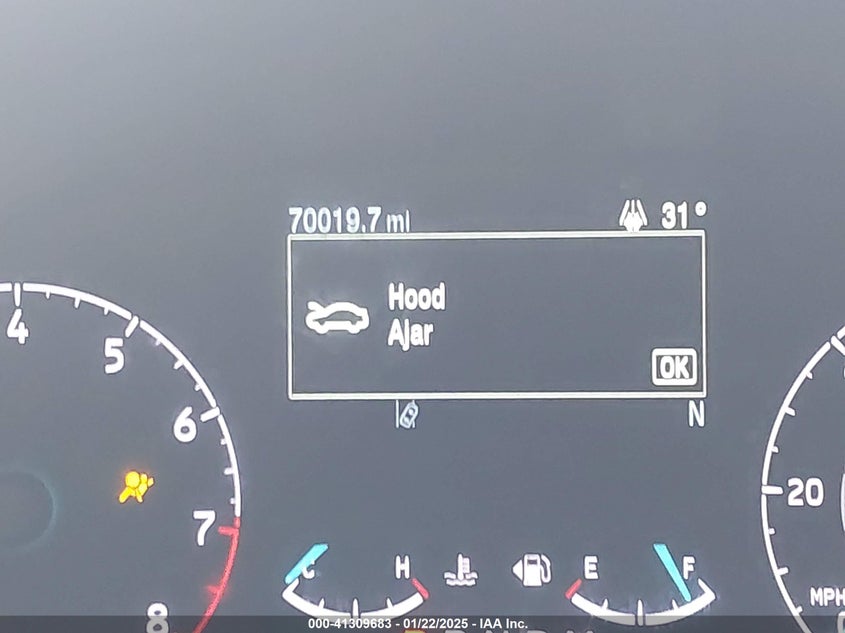 70019.7 mi 31°
Hood
Ajar
OK
N
4
5
6
7
8
20
MPH
C H E F
000-41309683 - 01/22/2025 - IAA Inc.